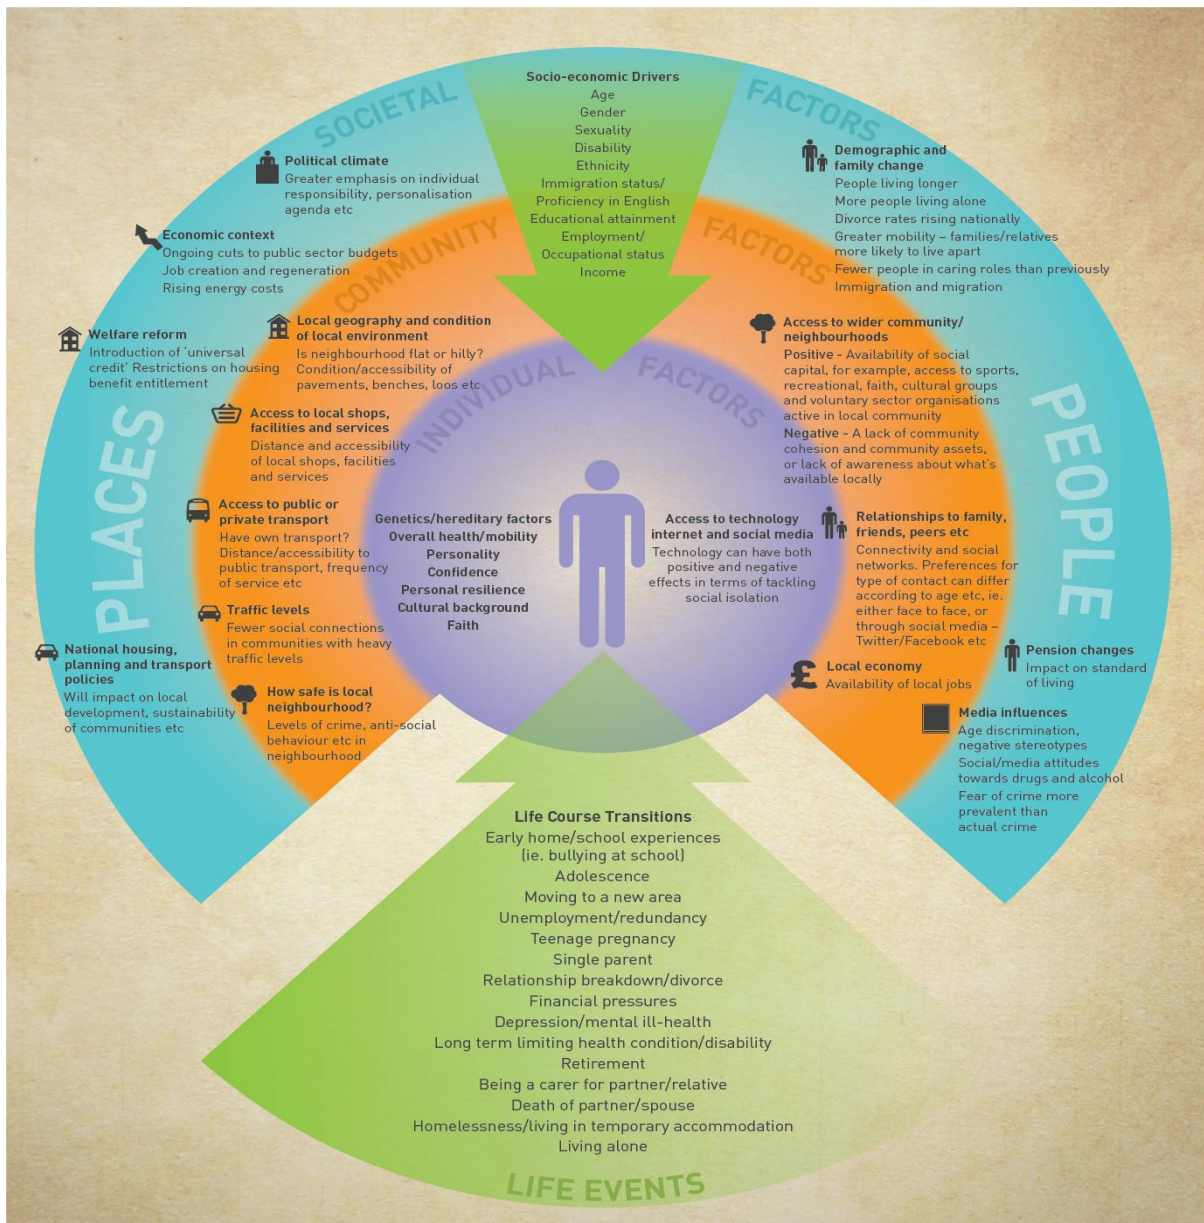 SOCIETAL
FACTORS
COMMUNITY
FACTORS
INDIVIDUAL
FACTORS
PLACES
PEOPLE
Socio-economic Drivers
Age
Gender
Sexuality
Disability
Ethnicity
Immigration status/
Proficiency in English
Educational attainment
Employment/
Occupational status
Income
Political climate
Greater emphasis on individual
responsibility, personalisation
agenda etc
Economic context
Ongoing cuts to public sector budgets
Job creation and regeneration
Rising energy costs
Welfare reform
Introduction of 'universal
credit' Restrictions on housing
benefit entitlement
Local geography and condition
of local environment
Is neighbourhood flat or hilly?
Condition/accessibility of
pavements, benches, loos etc
Access to local shops,
facilities and services
Distance and accessibility
of local shops, facilities
and services
Access to public or
private transport
Have own transport?
Distance/accessibility to
public transport, frequency
of service etc
Traffic levels
Fewer social connections
in communities with heavy
traffic levels
National housing,
planning and transport
policies
Will impact on local
development, sustainability
of communities etc
How safe is local
neighbourhood?
Levels of crime, anti-social
behaviour etc in
neighbourhood
Genetics/hereditary factors
Overall health/mobility
Personality
Confidence
Personal resilience
Cultural background
Faith
Access to technology
internet and social media
Technology can have both
positive and negative
effects in terms of tackling
social isolation
Demographic and
family change
People living longer
More people living alone
Divorce rates rising nationally
Greater mobility – families/relatives
more likely to live apart
Fewer people in caring roles than previously
Immigration and migration
Access to wider community/
neighbourhoods
Positive - Availability of social
capital, for example, access to sports,
recreational, faith, cultural groups
and voluntary sector organisations
active in local community
Negative - A lack of community
cohesion and community assets,
or lack of awareness about what's
available locally
Relationships to family,
friends, peers etc
Connectivity and social
networks. Preferences for
type of contact can differ
according to age etc, ie.
either face to face, or
through social media –
Twitter/Facebook etc
Local economy
Availability of local jobs
Pension changes
Impact on standard
of living
Media influences
Age discrimination,
negative stereotypes
Social/media attitudes
towards drugs and alcohol
Fear of crime more
prevalent than
actual crime
Life Course Transitions
Early home/school experiences
(ie. bullying at school)
Adolescence
Moving to a new area
Unemployment/redundancy
Teenage pregnancy
Single parent
Relationship breakdown/divorce
Financial pressures
Depression/mental ill-health
Long term limiting health condition/disability
Retirement
Being a carer for partner/relative
Death of partner/spouse
Homelessness/living in temporary accommodation
Living alone
LIFE EVENTS